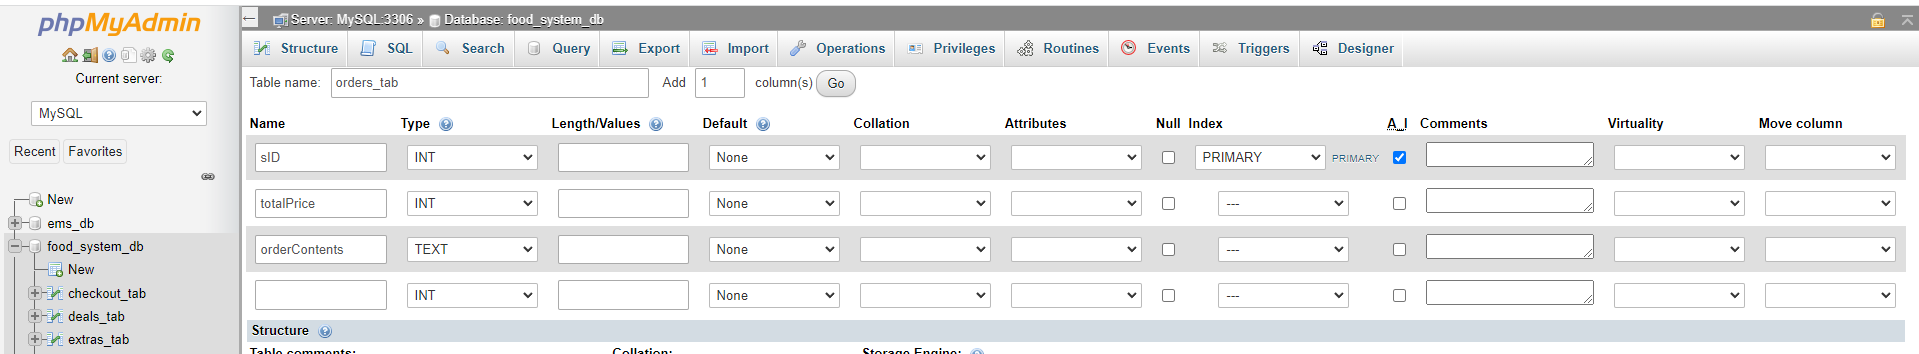 phpMyAdmin
Current server:
MySQL
Recent Favorites
New
ems_db
food_system_db
New
checkout_tab
deals_tab
extras_tab
Server: MySQL:3306 » Database: food_system_db
Structure SQL Search Query Export Import Operations Privileges Routines Events Triggers Designer
Table name: orders_tab Add 1 column(s) Go
Name Type Length/Values Default Collation Attributes Null Index A_I Comments Virtuality Move column
sID INT None PRIMARY PRIMARY
totalPrice INT None ---
orderContents TEXT None ---
INT None ---
Structure
Table comments: Collation: Storage Engine: